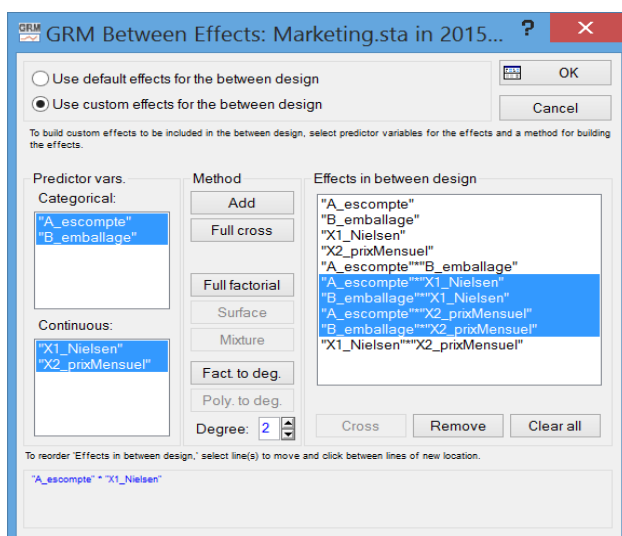 GRM GRM Between Effects: Marketing.sta in 2015... ? X
Use default effects for the between design
OK
Use custom effects for the between design
Cancel
To build custom effects to be included in the between design, select predictor variables for the effects and a method for building
the effects.
Predictor vars.
Categorical:
"A_escompte"
"B_emballage"
Continuous:
"X1_Nielsen"
"X2_prixMensuel"
Method
Add
Full cross
Full factorial
Surface
Mixture
Fact. to deg.
Poly. to deg.
Degree: 2
Effects in between design
"A_escompte"
"B_emballage"
"X1_Nielsen"
"X2_prixMensuel"
"A_escompte"*"B_emballage"
"A_escompte"*"X1_Nielsen"
"B_emballage"*"X1_Nielsen"
"A_escompte"*"X2_prixMensuel"
"B_emballage"*"X2_prixMensuel"
"X1_Nielsen"*"X2_prixMensuel"
Cross
Remove
Clear all
To reorder 'Effects in between design,' select line(s) to move and click between lines of new location.
"A_escompte" * "X1_Nielsen"